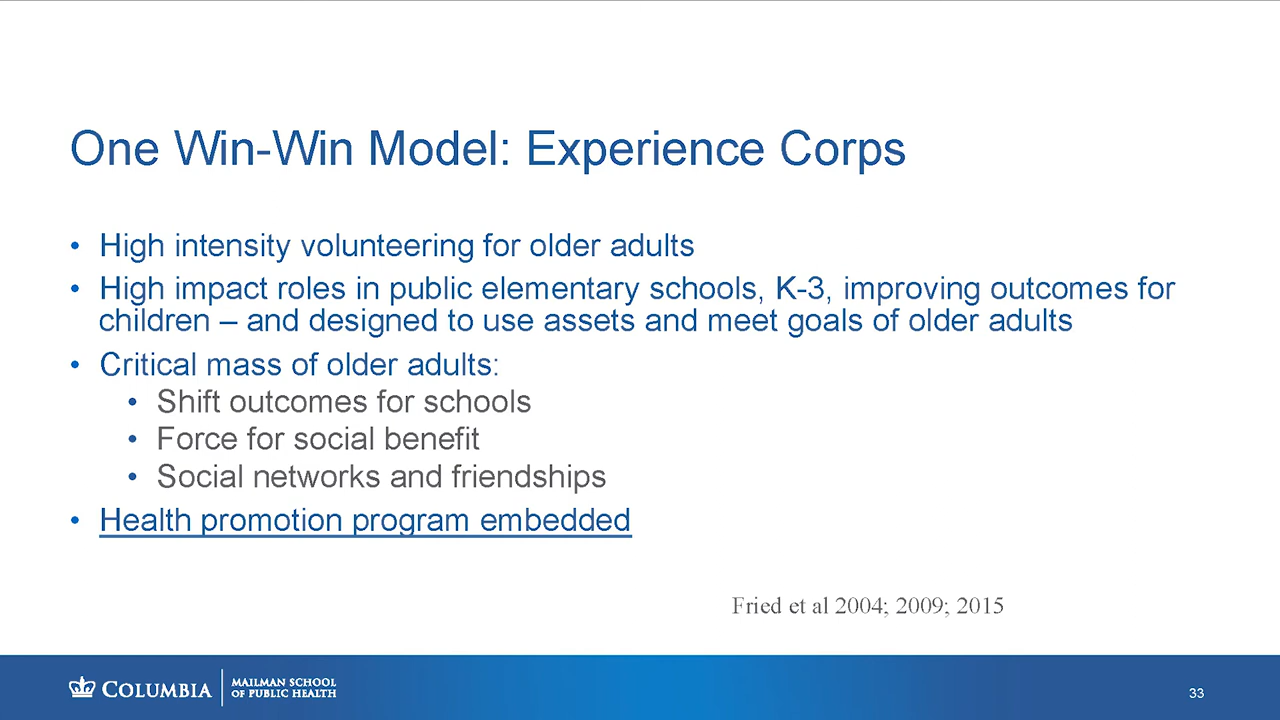 One Win-Win Model: Experience Corps
• High intensity volunteering for older adults
• High impact roles in public elementary schools, K-3, improving outcomes for
children – and designed to use assets and meet goals of older adults
• Critical mass of older adults:
• Shift outcomes for schools
• Force for social benefit
• Social networks and friendships
• Health promotion program embedded
Fried et al 2004; 2009; 2015
COLUMBIA
MAILMAN SCHOOL
OF PUBLIC HEALTH
33